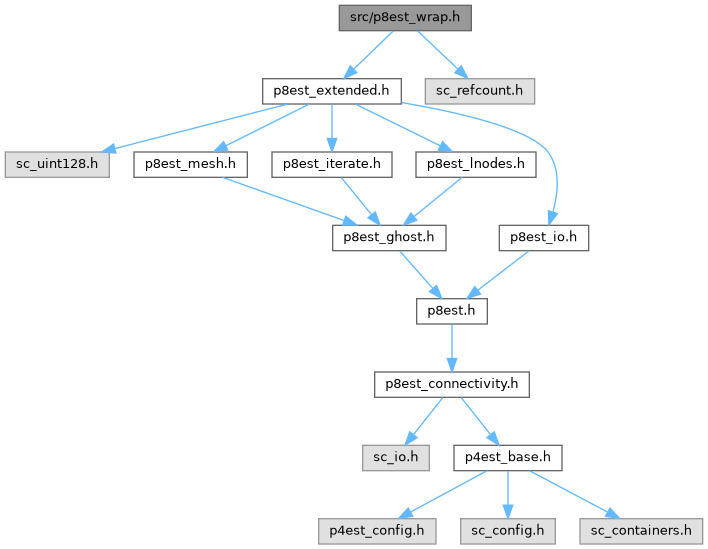 src/p8est_wrap.h
p8est_extended.h
sc_refcount.h
sc_uint128.h
p8est_mesh.h
p8est_iterate.h
p8est_lnodes.h
p8est_ghost.h
p8est_io.h
p8est.h
p8est_connectivity.h
sc_io.h
p4est_base.h
p4est_config.h
sc_config.h
sc_containers.h